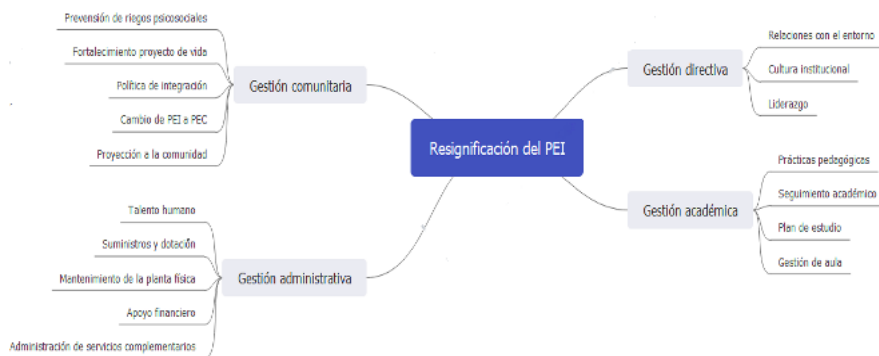 Resignificación del PEI
Gestión comunitaria
Prevención de riegos psicosociales
Fortalecimiento proyecto de vida
Política de integración
Cambio de PEI a PEC
Proyección a la comunidad
Gestión administrativa
Talento humano
Suministros y dotación
Mantenimiento de la planta física
Apoyo financiero
Administración de servicios complementarios
Gestión directiva
Relaciones con el entorno
Cultura institucional
Liderazgo
Gestión académica
Prácticas pedagógicas
Seguimiento académico
Plan de estudio
Gestión de aula